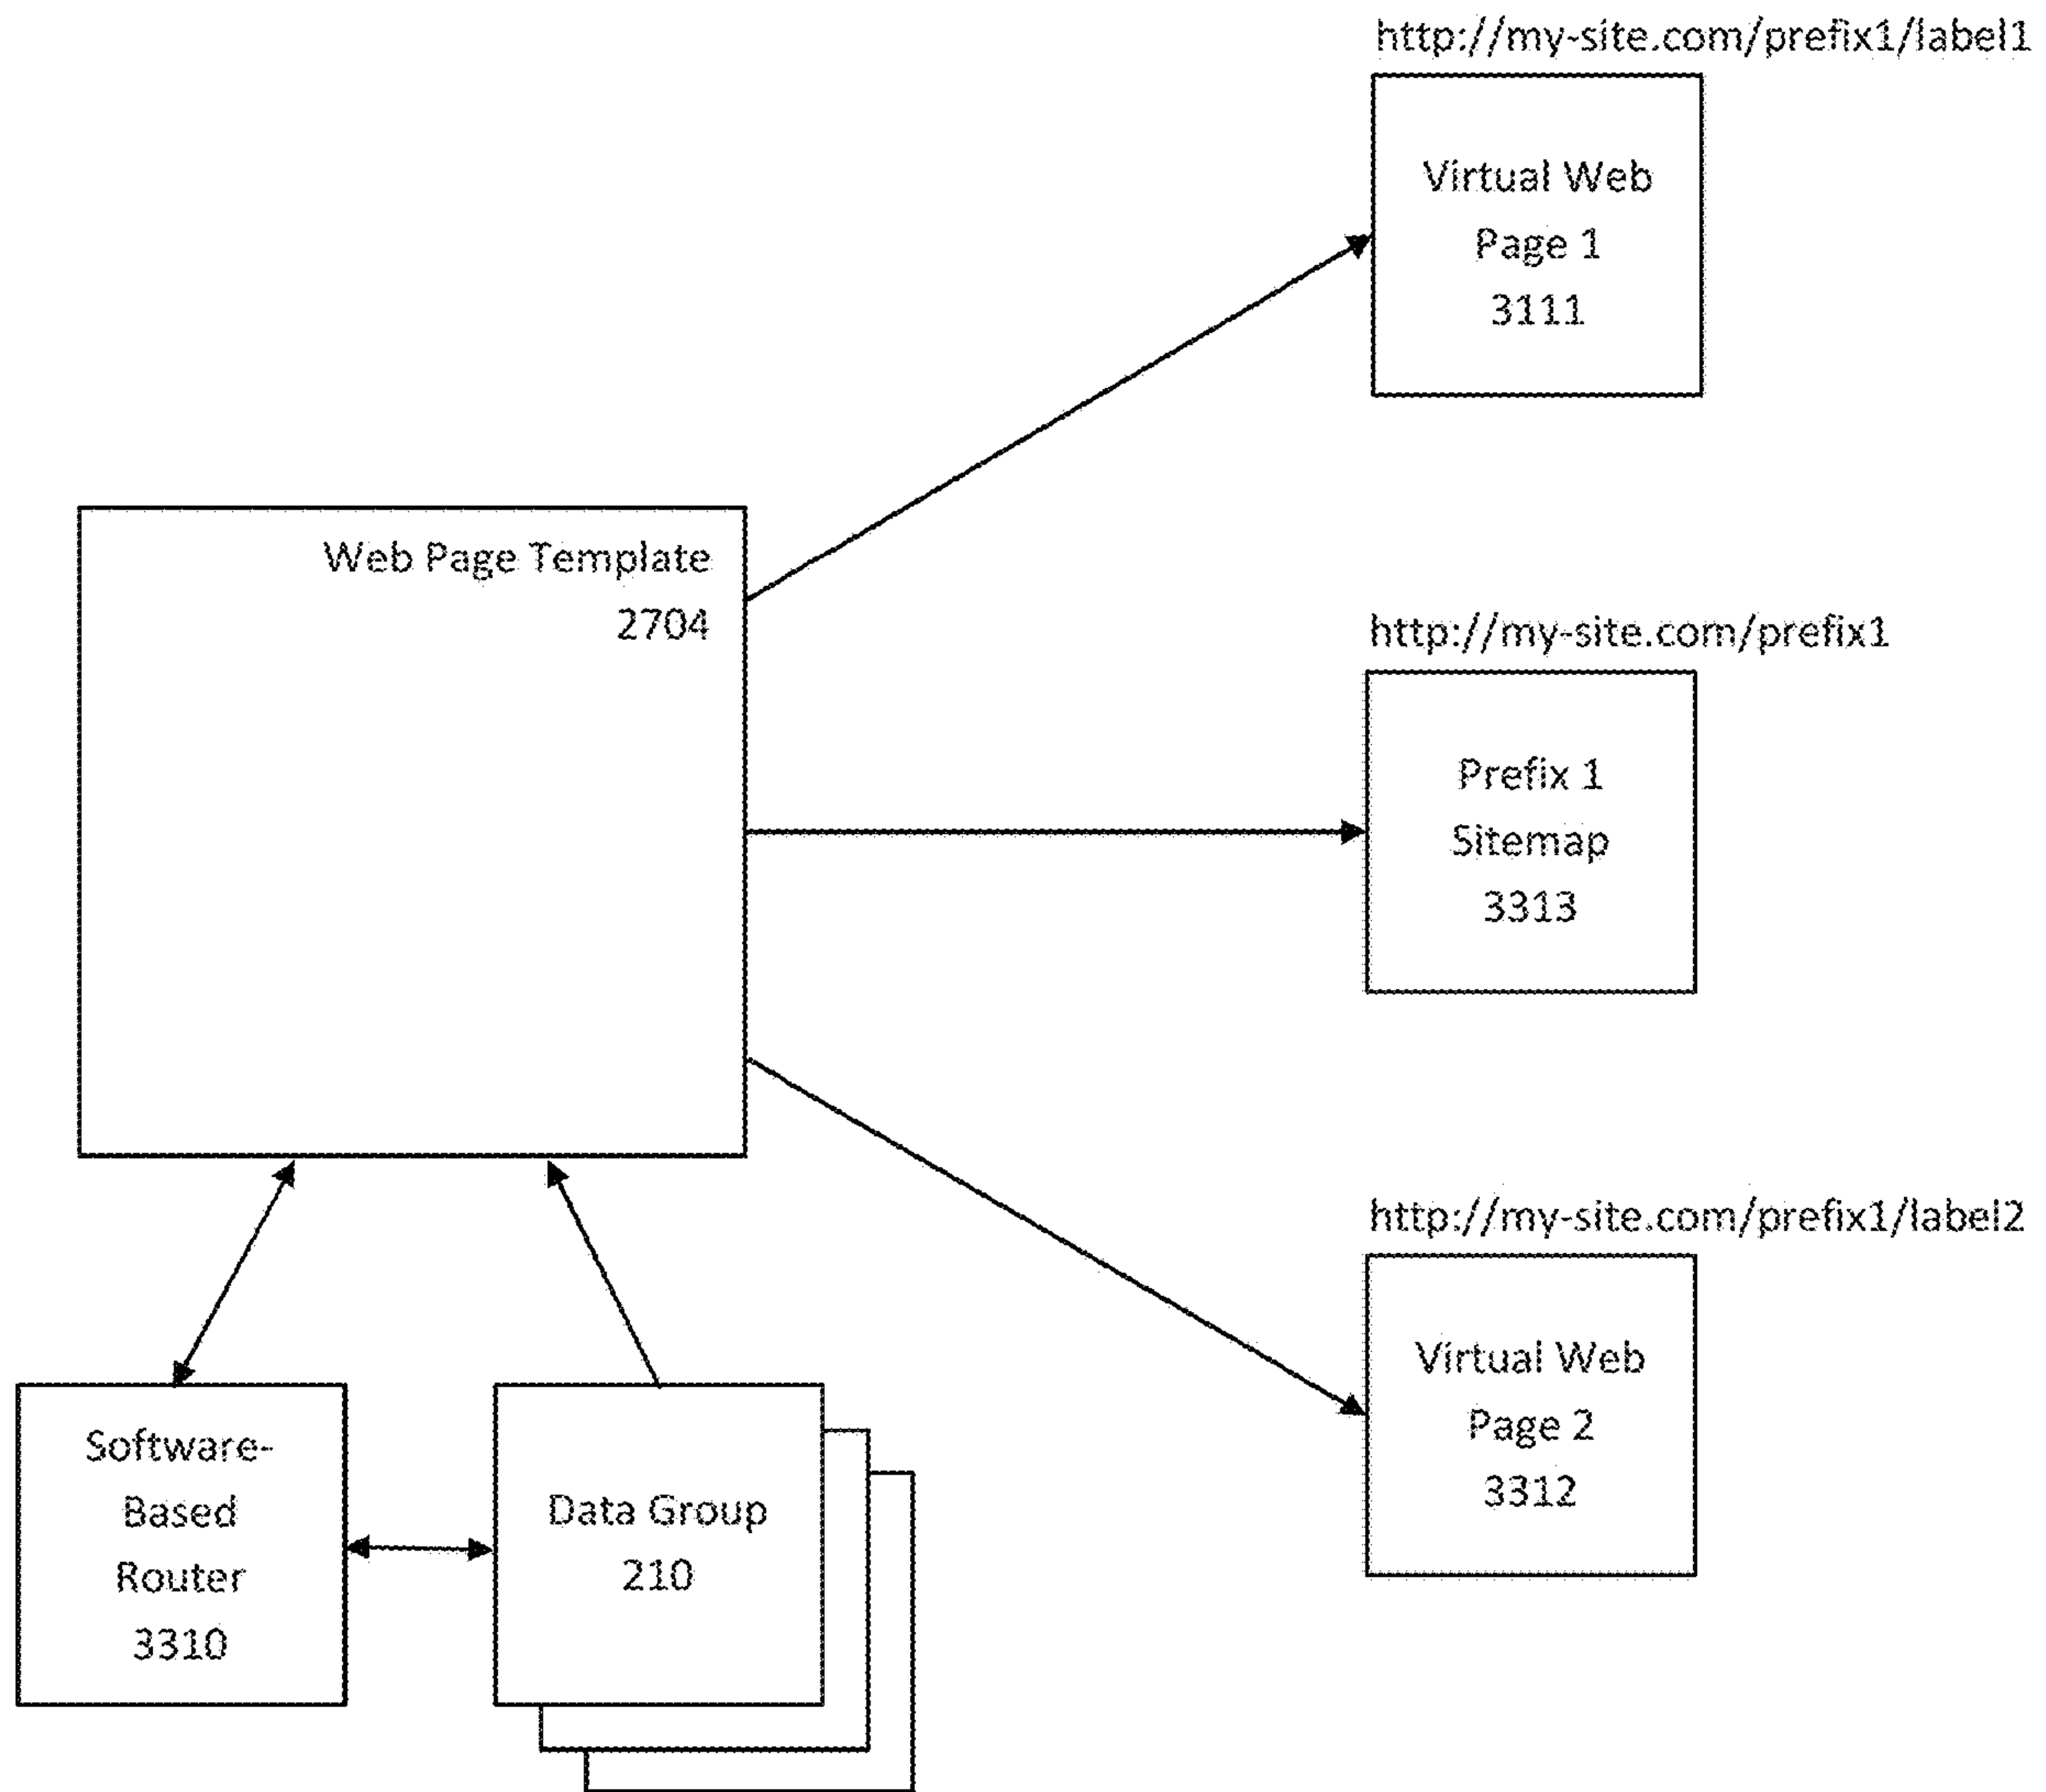 http://my-site.com/prefix1/label1
Virtual Web
Page 1
3111
Web Page Template
2704
http://my-site.com/prefix1
Prefix 1
Sitemap
3313
http://my-site.com/prefix1/label2
Virtual Web
Page 2
3312
Software-
Based
Router
3310
Data Group
210